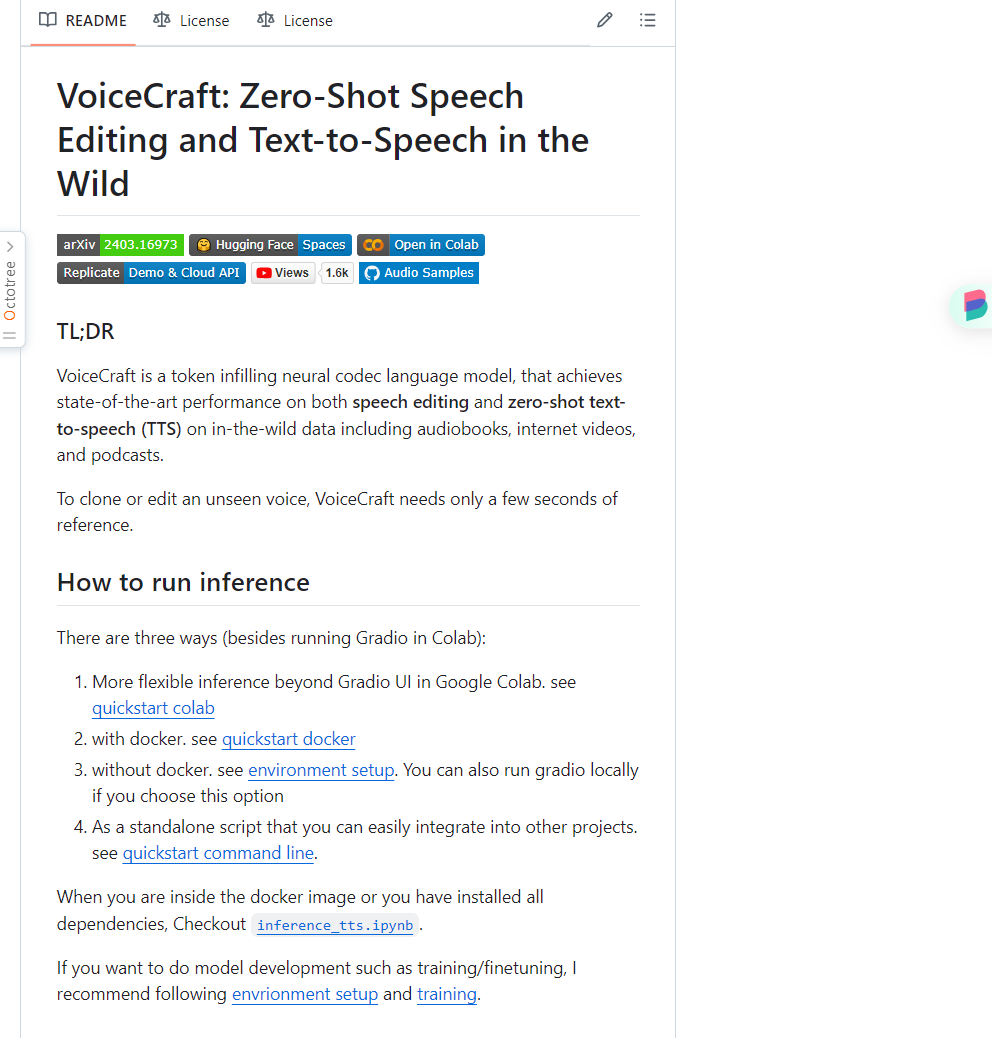 README License License
VoiceCraft: Zero-Shot Speech
Editing and Text-to-Speech in the
Wild
arXiv 2403.16973 Hugging Face Spaces Open in Colab
Replicate Demo & Cloud API Views 1.6k Audio Samples
Octotree
TL;DR
VoiceCraft is a token infilling neural codec language model, that achieves
state-of-the-art performance on both speech editing and zero-shot text-
to-speech (TTS) on in-the-wild data including audiobooks, internet videos,
and podcasts.
To clone or edit an unseen voice, VoiceCraft needs only a few seconds of
reference.
How to run inference
There are three ways (besides running Gradio in Colab):
1. More flexible inference beyond Gradio UI in Google Colab. see
quickstart colab
2. with docker. see quickstart docker
3. without docker. see environment setup. You can also run gradio locally
if you choose this option
4. As a standalone script that you can easily integrate into other projects.
see quickstart command line.
When you are inside the docker image or you have installed all
dependencies, Checkout inference_tts.ipynb.
If you want to do model development such as training/finetuning, I
recommend following envrionment setup and training.